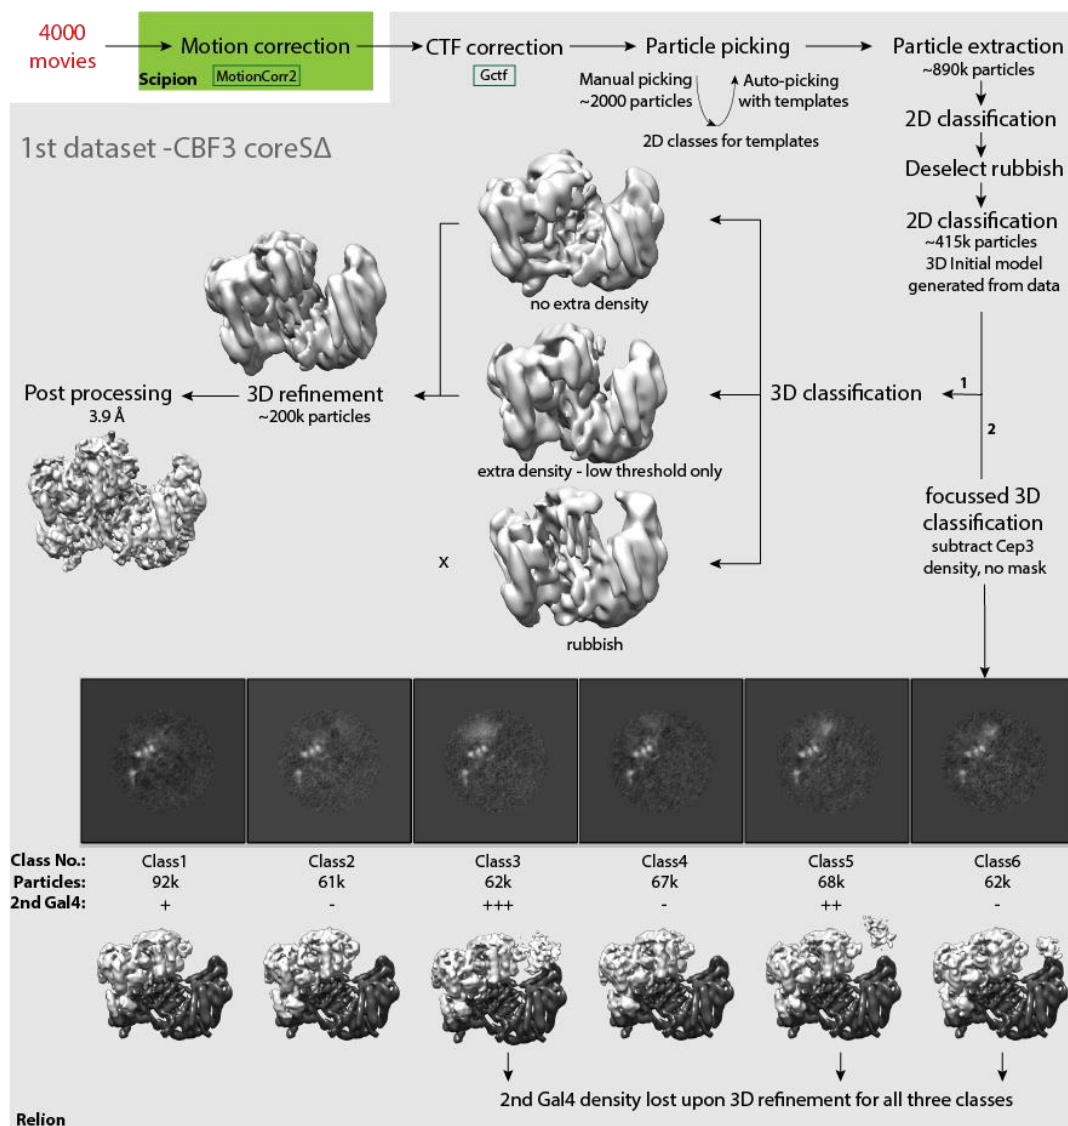 4000
movies
Motion correction
Scipion
MotionCorr2
CTF correction
Gctf
Particle picking
Manual picking
~2000 particles
Auto-picking
with templates
2D classes for templates
Particle extraction
~890k particles
2D classification
Deselect rubbish
2D classification
~415k particles
3D Initial model
generated from data
1st dataset -CBF3 coreSΔ
no extra density
extra density - low threshold only
x
rubbish
3D classification
1
2
3D refinement
~200k particles
Post processing
3.9 Å
focussed 3D
classification
subtract Cep3
density, no mask
Class No.: Class1 Class2 Class3 Class4 Class5 Class6
Particles: 92k 61k 62k 67k 68k 62k
2nd Gal4: + - +++ - ++ -
2nd Gal4 density lost upon 3D refinement for all three classes
Relion